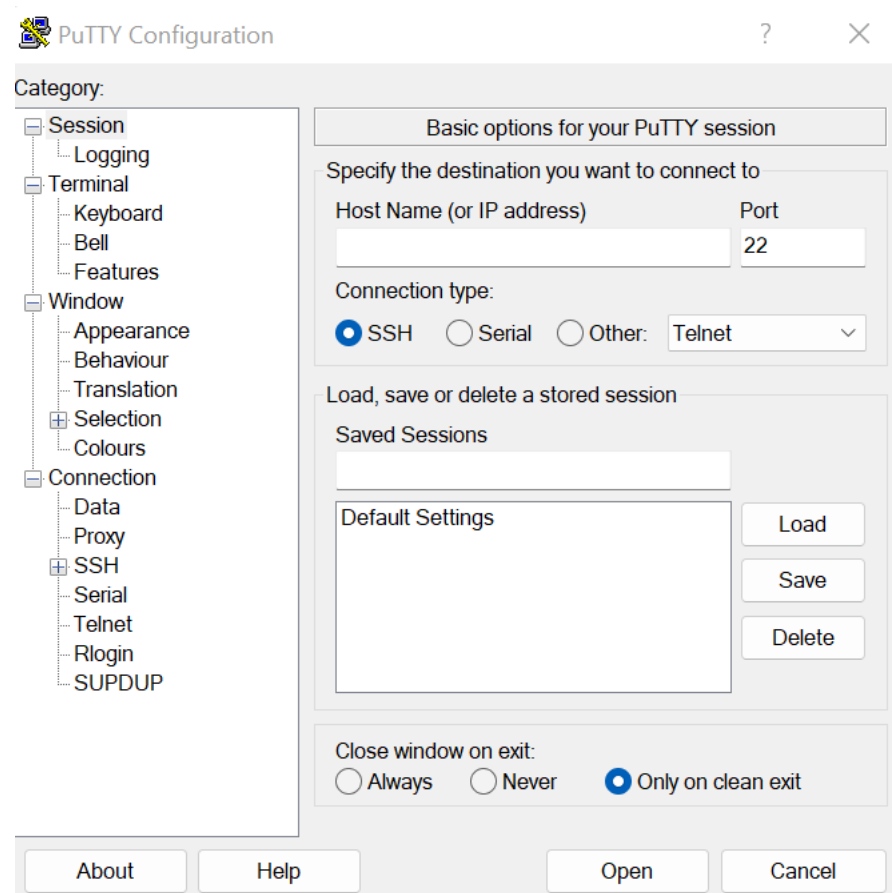 PuTTY Configuration
?
Category:
Session
Logging
Terminal
Keyboard
Bell
Features
Window
Appearance
Behaviour
Translation
Selection
Colours
Connection
Data
Proxy
SSH
Serial
Telnet
Rlogin
SUPDUP
Basic options for your PuTTY session
Specify the destination you want to connect to
Host Name (or IP address) Port
22
Connection type:
SSH Serial Other: Telnet
Load, save or delete a stored session
Saved Sessions
Default Settings
Load
Save
Delete
Close window on exit:
Always Never Only on clean exit
About Help Open Cancel